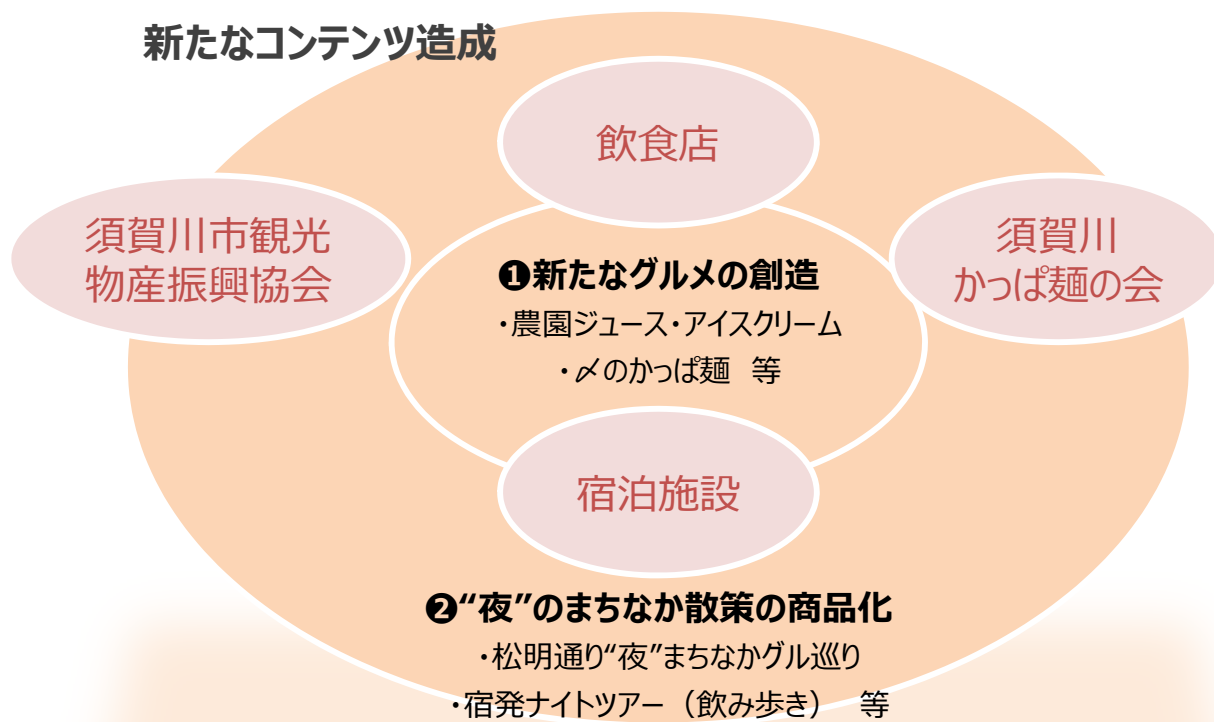 新たなコンテンツ造成
飲食店
須賀川市観光
物産振興協会
須賀川
かっぱ麺の会
❶新たなグルメの創造
・農園ジュース・アイスクリーム
・〆のかっぱ麺　等
宿泊施設
❷“夜”のまちなか散策の商品化
・松明通り“夜”まちなかグル巡り
・宿発ナイトツアー（飲み歩き）　等